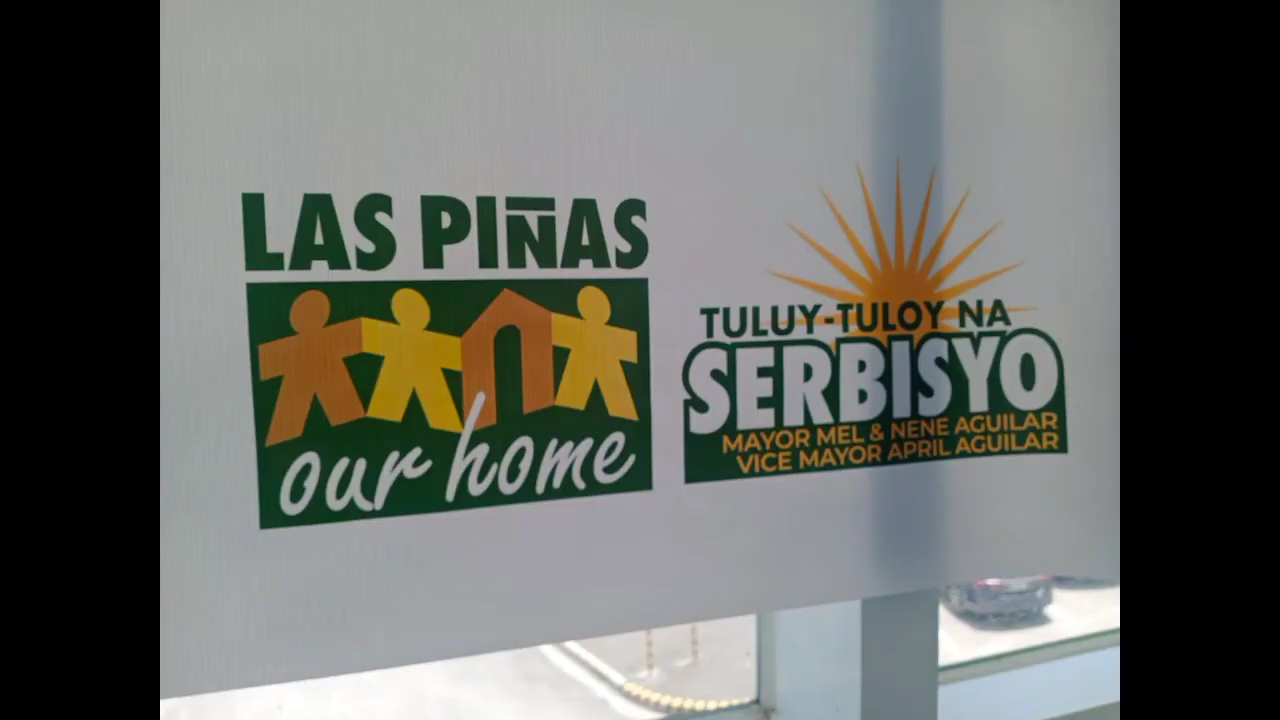 LAS PIÑAS
our home
TULUY-TULOY NA
SERBISYO
MAYOR MEL & NENE AGUILAR
VICE MAYOR APRIL AGUILAR